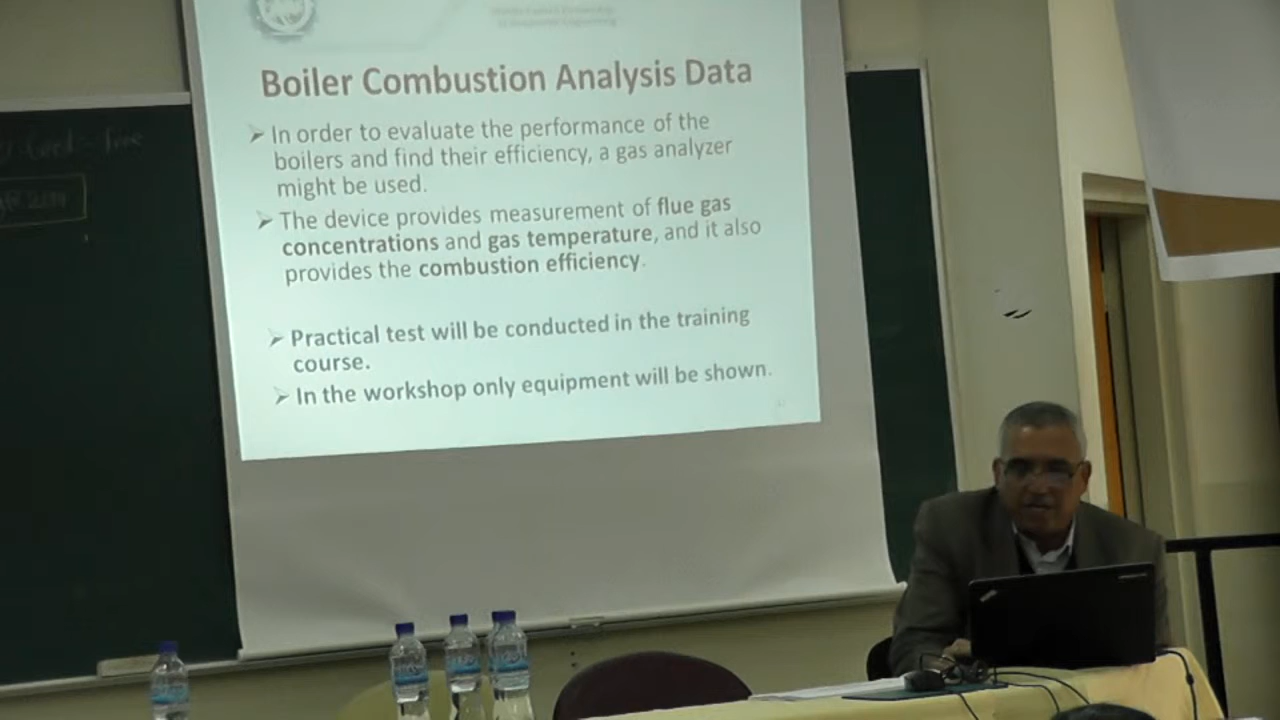 Boiler Combustion Analysis Data
➢ In order to evaluate the performance of the
boilers and find their efficiency, a gas analyzer
might be used.
➢ The device provides measurement of flue gas
concentrations and gas temperature, and it also
provides the combustion efficiency.
➢ Practical test will be conducted in the training
course.
➢ In the workshop only equipment will be shown.